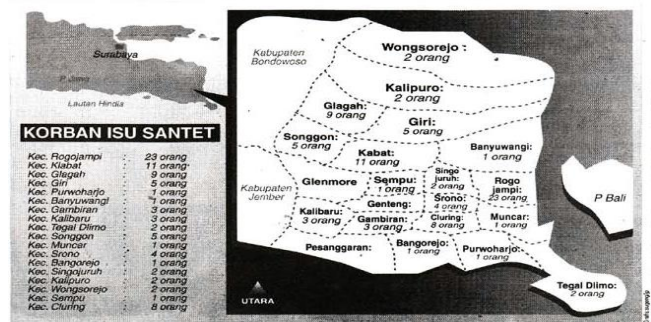 Surabaya
P Jawa
Lautan Hindia
KORBAN ISU SANTET
Kec. Rogojampi : 23 orang
Kec. Klabat : 11 orang
Kec. Glagah : 9 orang
Kec. Giri : 5 orang
Kec. Purwoharjo : 1 orang
Kec. Banyuwangi : 1 orang
Kec. Gambiran : 3 orang
Kec. Kalibaru : 3 orang
Kec. Tegal Dlimo : 2 orang
Kec. Songgon : 5 orang
Kec. Muncar : 1 orang
Kec. Srono : 4 orang
Kec. Bangorejo : 1 orang
Kec. Singojuruh : 2 orang
Kec. Kalipuro : 2 orang
Kec. Wongsorejo : 2 orang
Kec. Sempu : 1 orang
Kec. Cluring : 8 orang
Kabupaten
Bondowoso
Wongsorejo :
2 orang
Kalipuro:
2 orang
Glagah:
9 orang
Giri:
5 orang
Songgon:
5 orang
Kabat:
11 orang
Banyuwangi:
1 orang
Kabupaten
Jember
Glenmore
Sempu:
1 orang
Singo
juruh:
2 orang
Rogo
jampi:
23 orang
Genteng:
Srono:
4 orang
Kalibaru:
3 orang
Gambiran:
3 orang
Cluring:
8 orang
Muncar:
1 orang
Pesanggaran:
Bangorejo:
1 orang
Purwoharjo:
1 orang
Tegal Dlimo:
2 orang
P Bali
UTARA